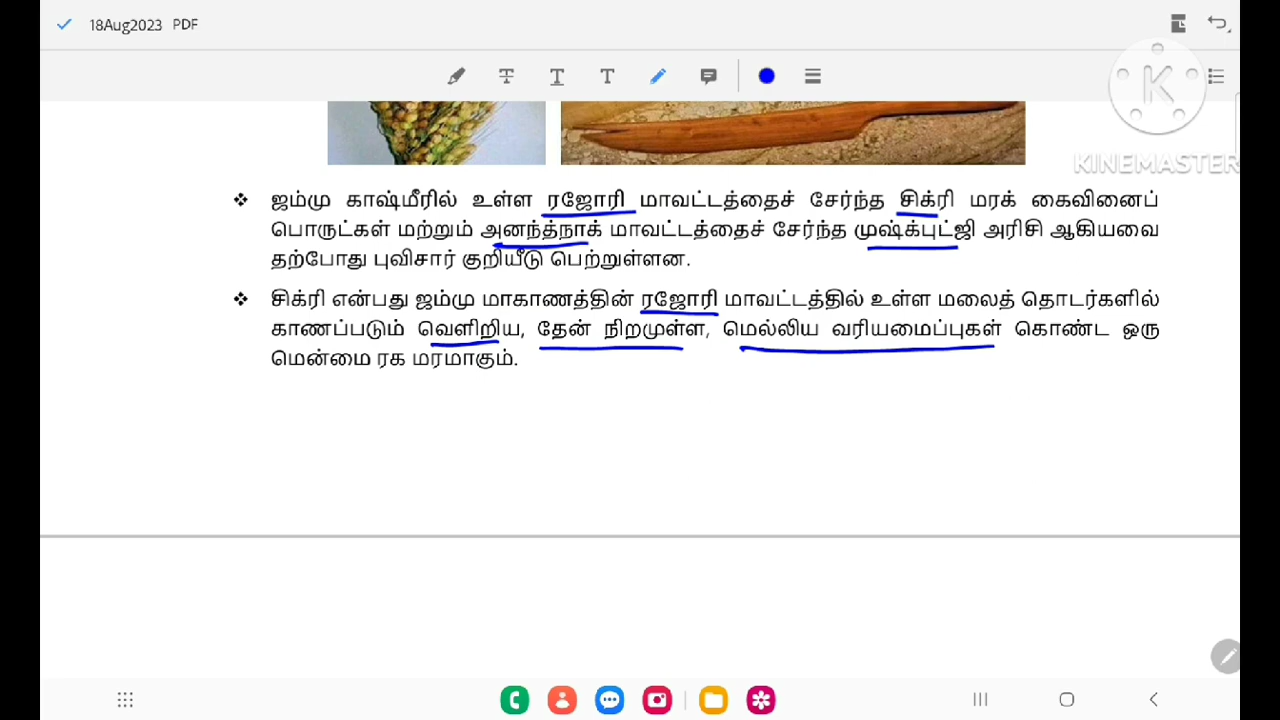 18Aug2023 PDF
KINEMASTER
❖ ஜம்மு காஷ்மீரில் உள்ள ரஜோரி மாவட்டத்தைச் சேர்ந்த சிக்ரி மரக் கைவினைப்
பொருட்கள் மற்றும் அனந்த்நாக் மாவட்டத்தைச் சேர்ந்த முஷ்க்புட்ஜி அரிசி ஆகியவை
தற்போது புவிசார் குறியீடு பெற்றுள்ளன.
❖ சிக்ரி என்பது ஜம்மு மாகாணத்தின் ரஜோரி மாவட்டத்தில் உள்ள மலைத் தொடர்களில்
காணப்படும் வெளிறிய, தேன் நிறமுள்ள, மெல்லிய வரியமைப்புகள் கொண்ட ஒரு
மென்மை ரக மரமாகும்.